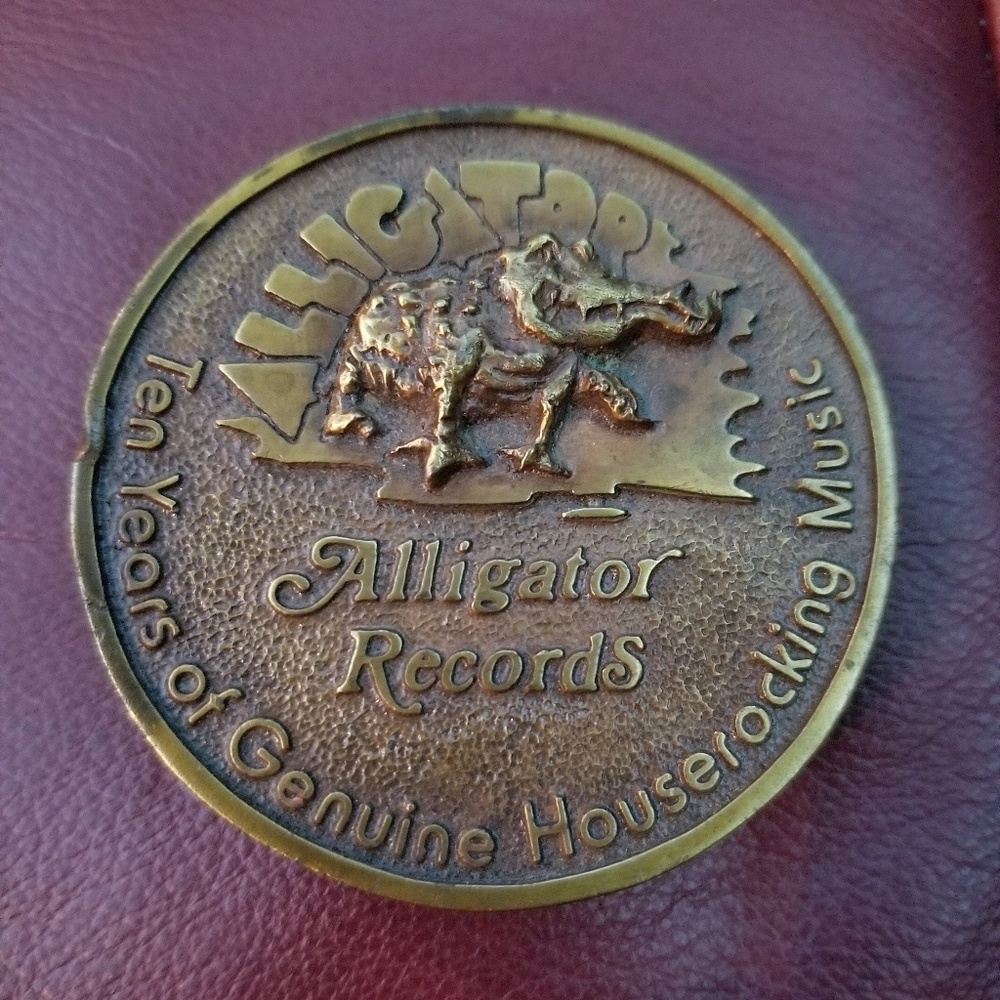 ALLIGATOR
Alligator
Records
Ten Years of Genuine Houserocking Music